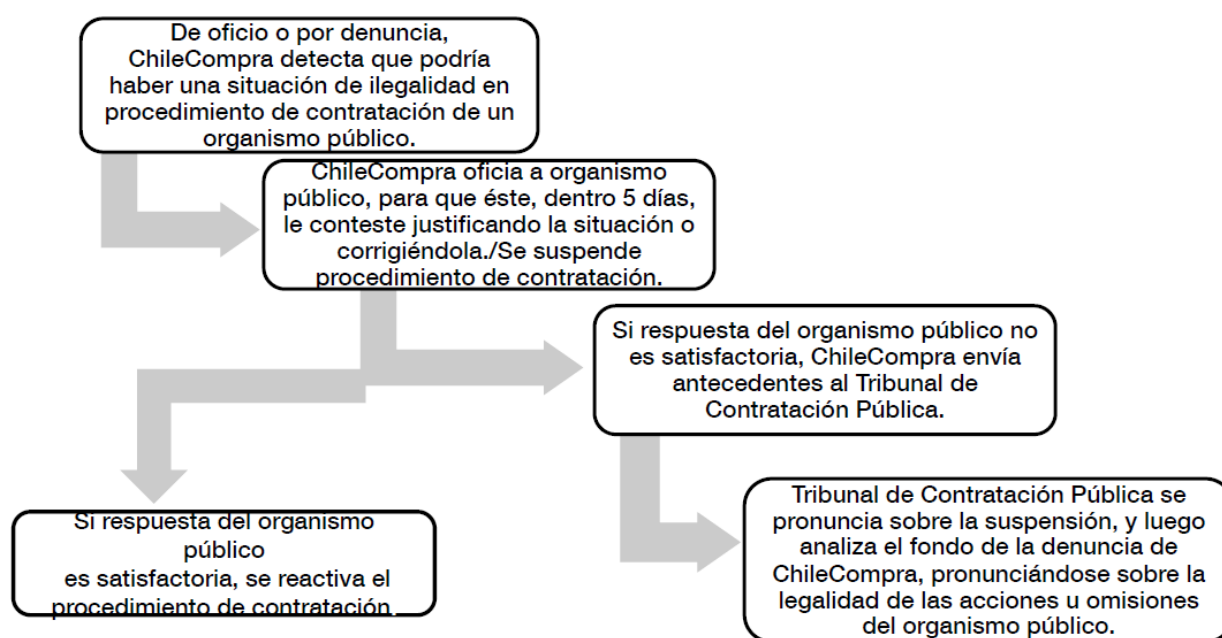 De oficio o por denuncia,
ChileCompra detecta que podría
haber una situación de ilegalidad en
procedimiento de contratación de un
organismo público.
ChileCompra oficia a organismo
público, para que éste, dentro 5 días,
le conteste justificando la situación o
corrigiéndola./Se suspende
procedimiento de contratación.
Si respuesta del organismo público no
es satisfactoria, ChileCompra envía
antecedentes al Tribunal de
Contratación Pública.
Si respuesta del organismo
público
es satisfactoria, se reactiva el
procedimiento de contratación.
Tribunal de Contratación Pública se
pronuncia sobre la suspensión, y luego
analiza el fondo de la denuncia de
ChileCompra, pronunciándose sobre la
legalidad de las acciones u omisiones
del organismo público.